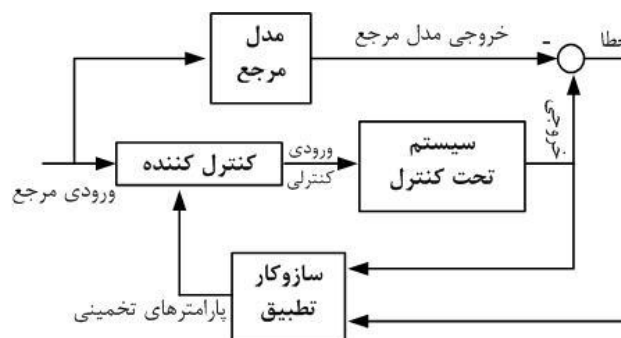 مدل
مرجع
خروجی مدل مرجع
-
خطا
خروجی
سیستم
تحت کنترل
ورودی
کنترلی
کنترل کننده
ورودی مرجع
سازوکار
تطبیق
پارامترهای تخمینی